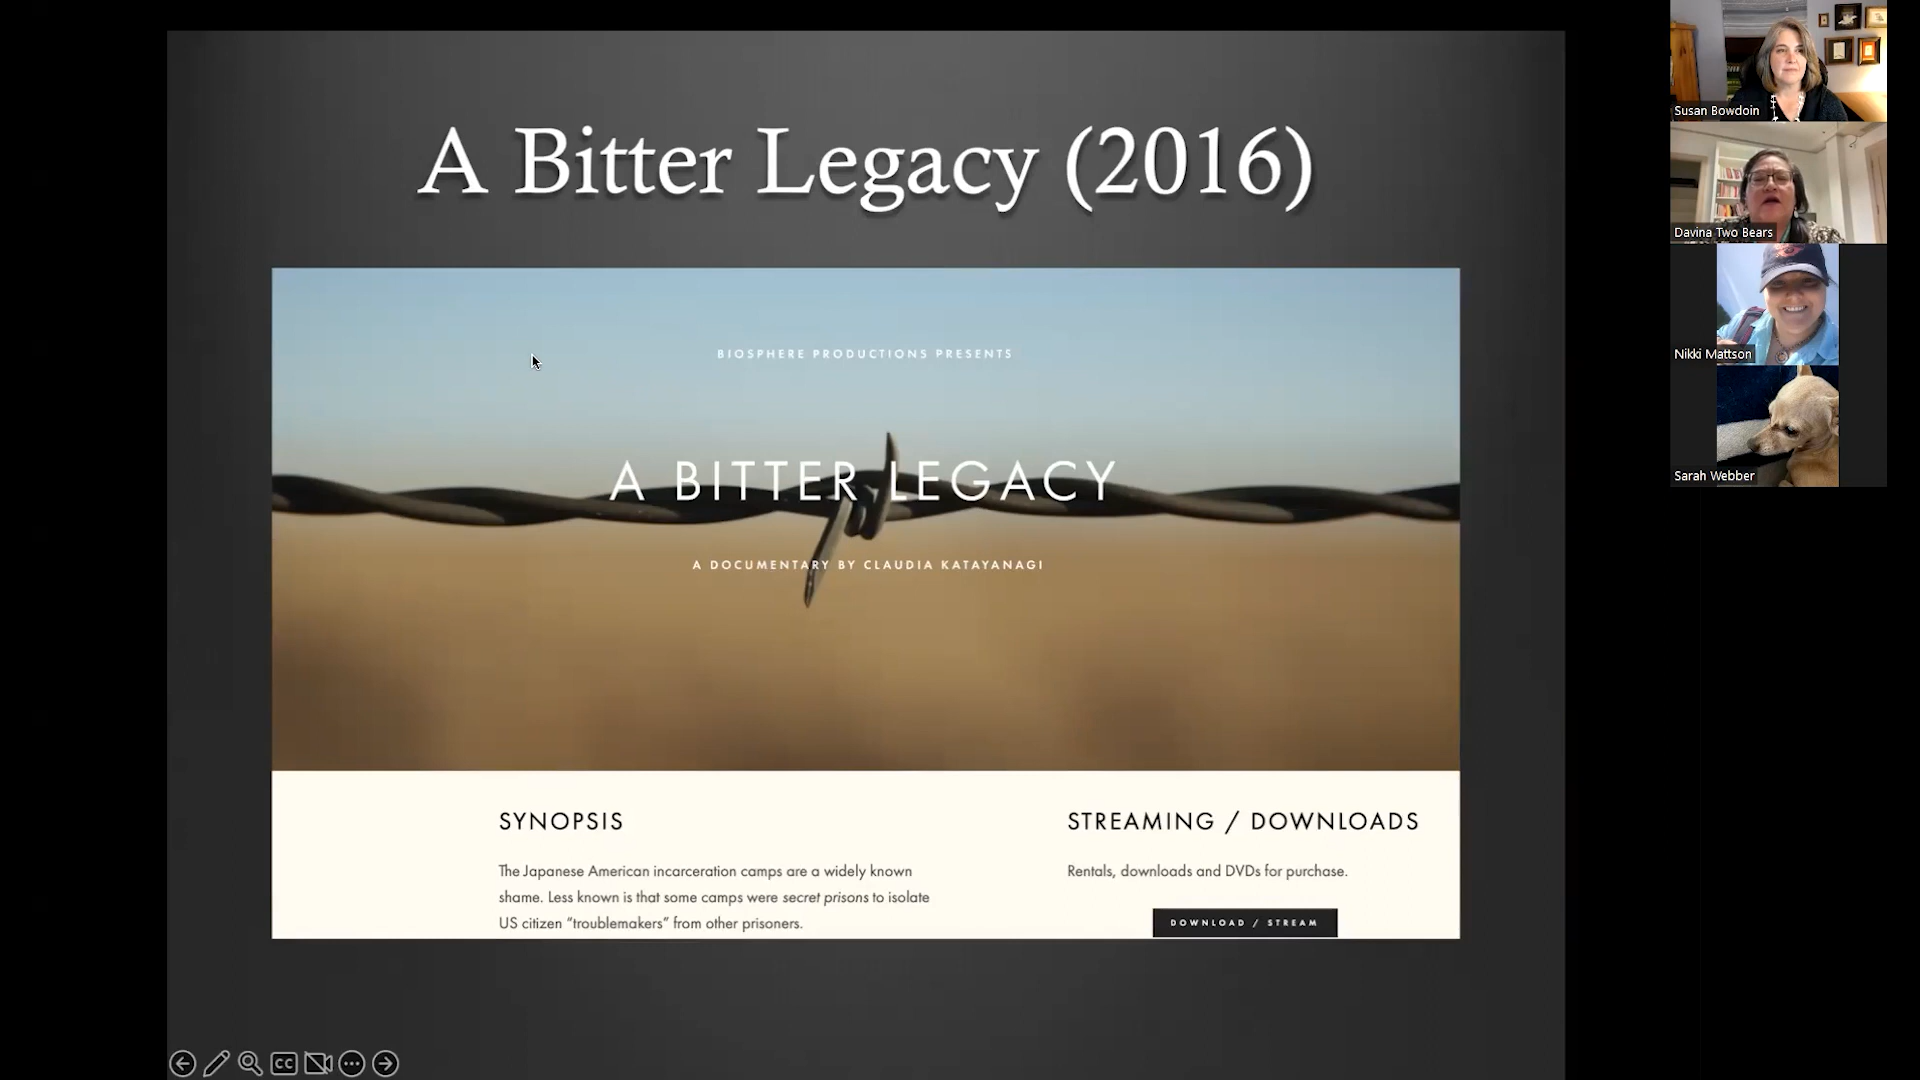 A Bitter Legacy (2016)
BIOSPHERE PRODUCTIONS PRESENTS
A BITTER LEGACY
A DOCUMENTARY BY CLAUDIA KATAYANAGI
SYNOPSIS
The Japanese American incarceration camps are a widely known
shame. Less known is that some camps were secret prisons to isolate
US citizen “troublemakers” from other prisoners.
STREAMING / DOWNLOADS
Rentals, downloads and DVDs for purchase.
DOWNLOAD / STREAM
CC
Susan Bowdoin
Davina Two Bears
Nikki Mattson
Sarah Webber